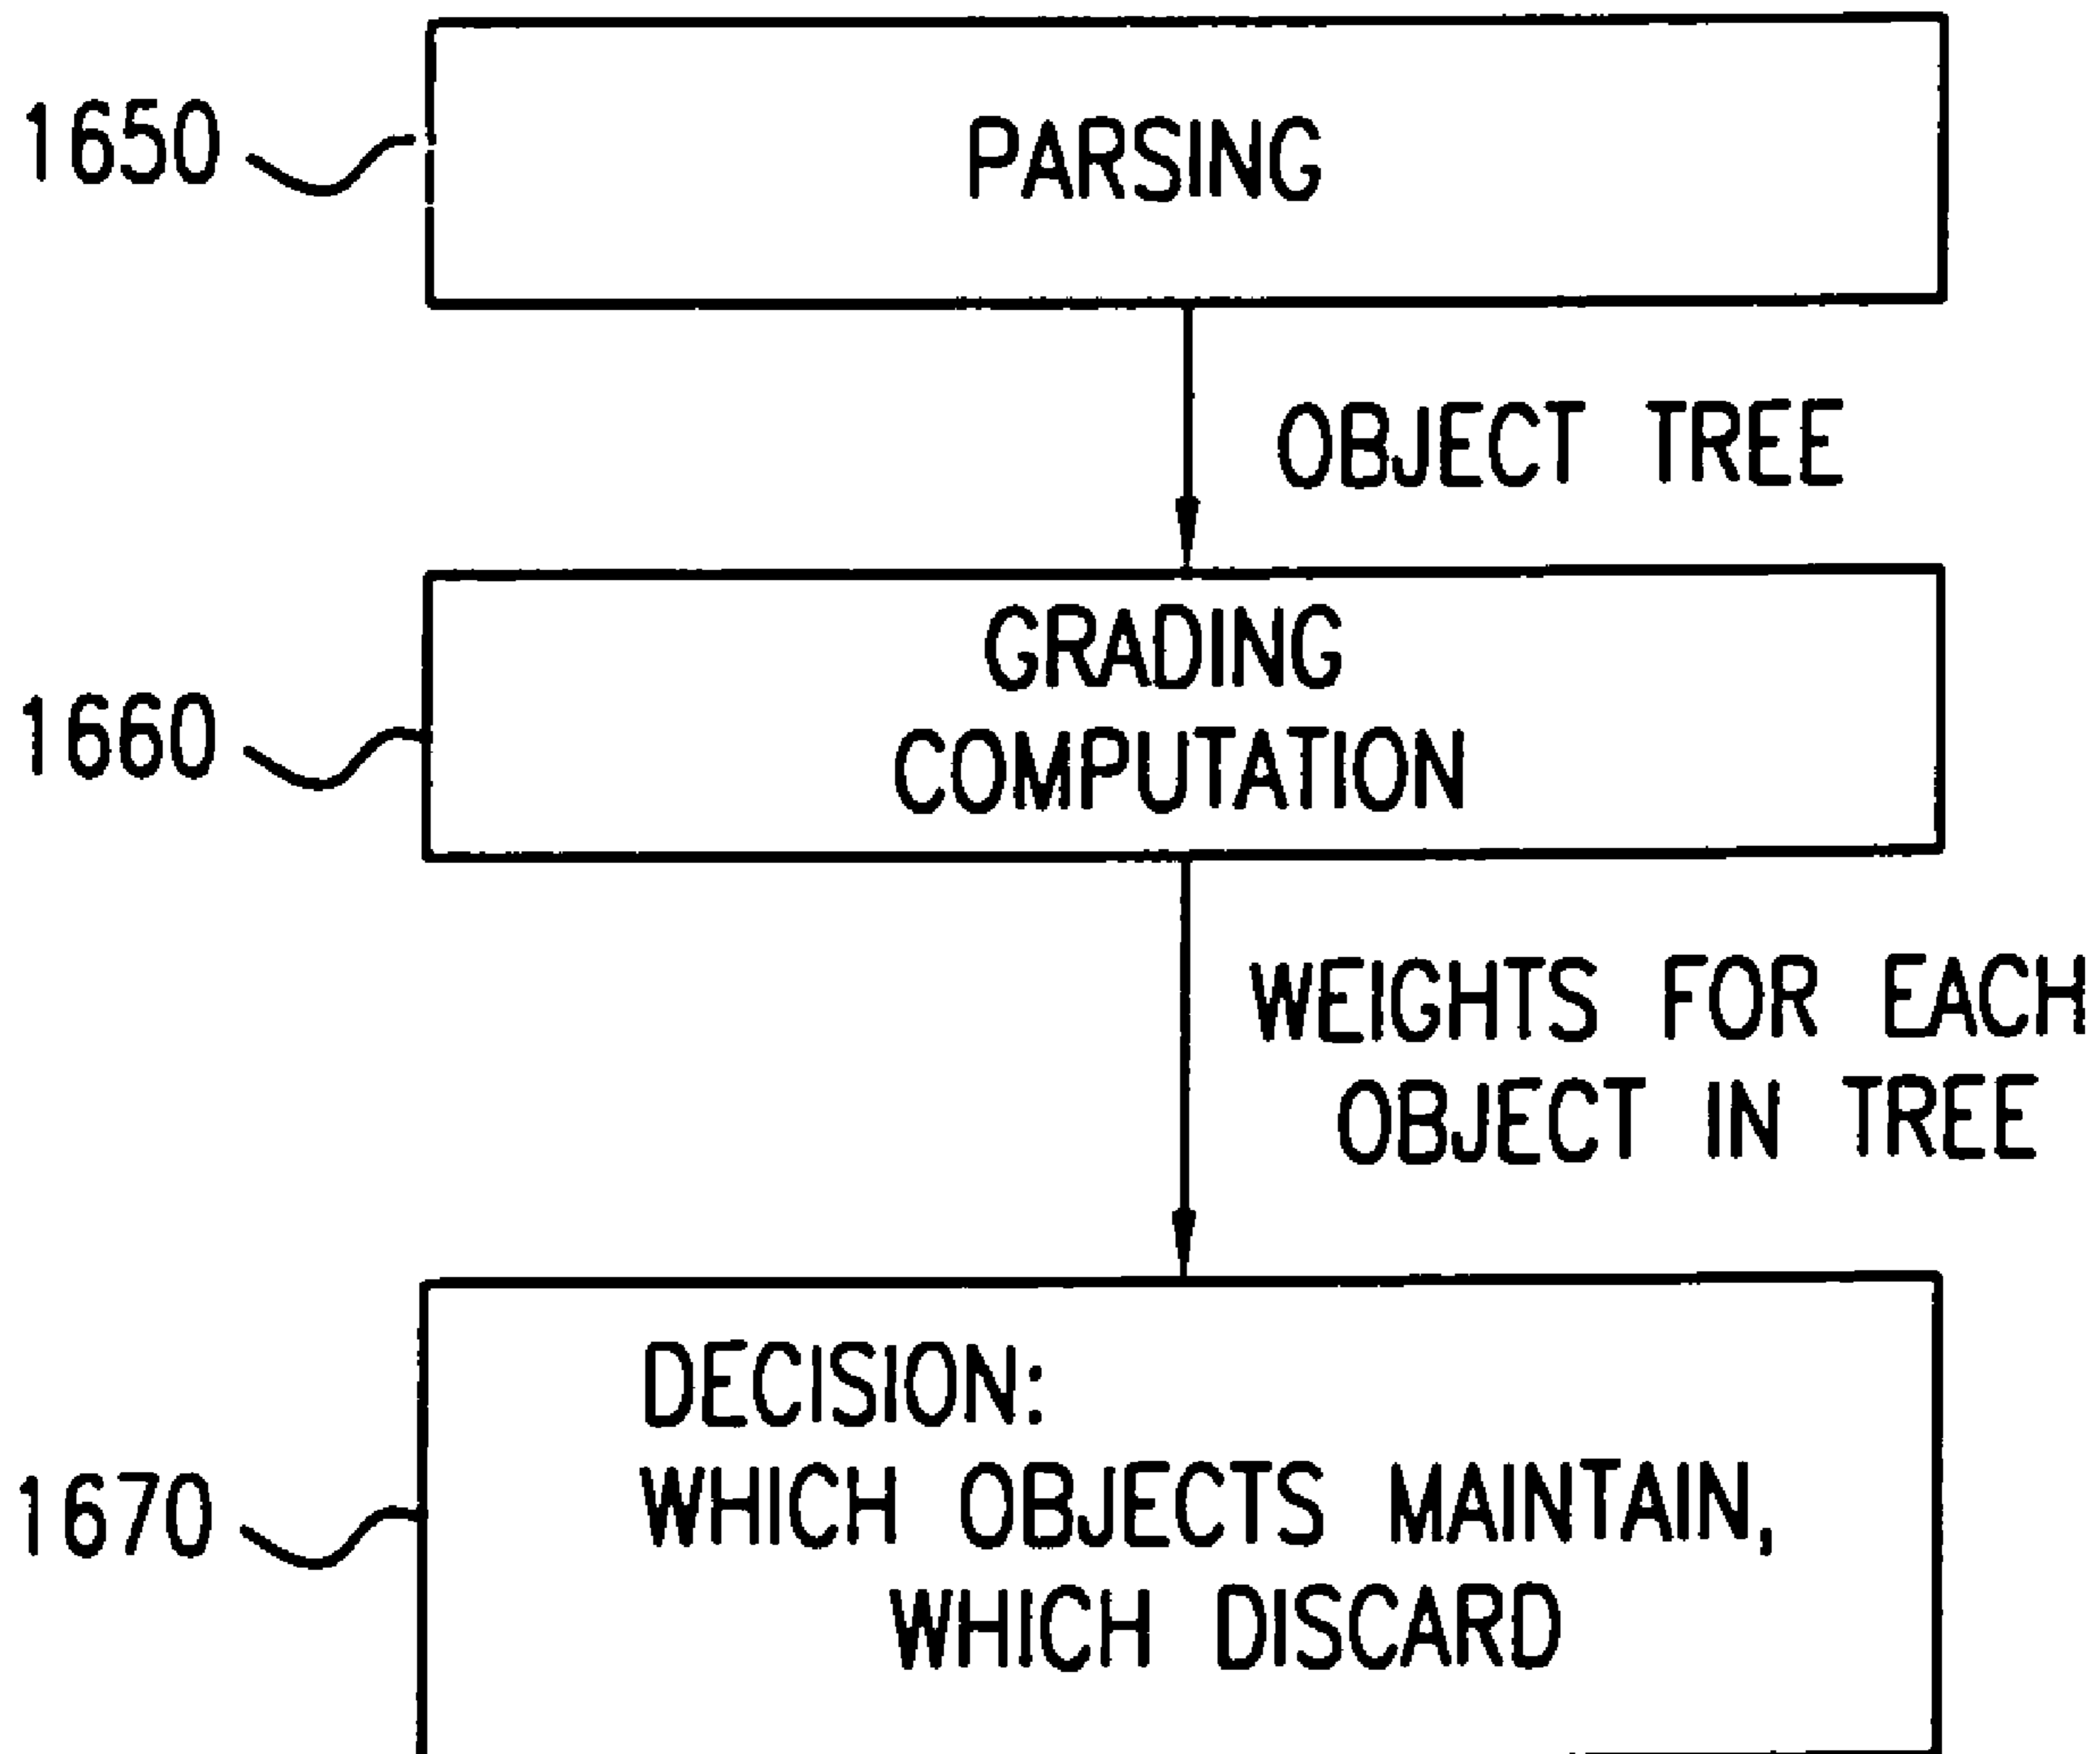 1650
PARSING
OBJECT TREE
GRADING
1660
COMPUTATION
WEIGHTS FOR EACH
OBJECT IN TREE
DECISION:
1670
WHICH OBJECTS MAINTAIN,
WHICH DISCARD